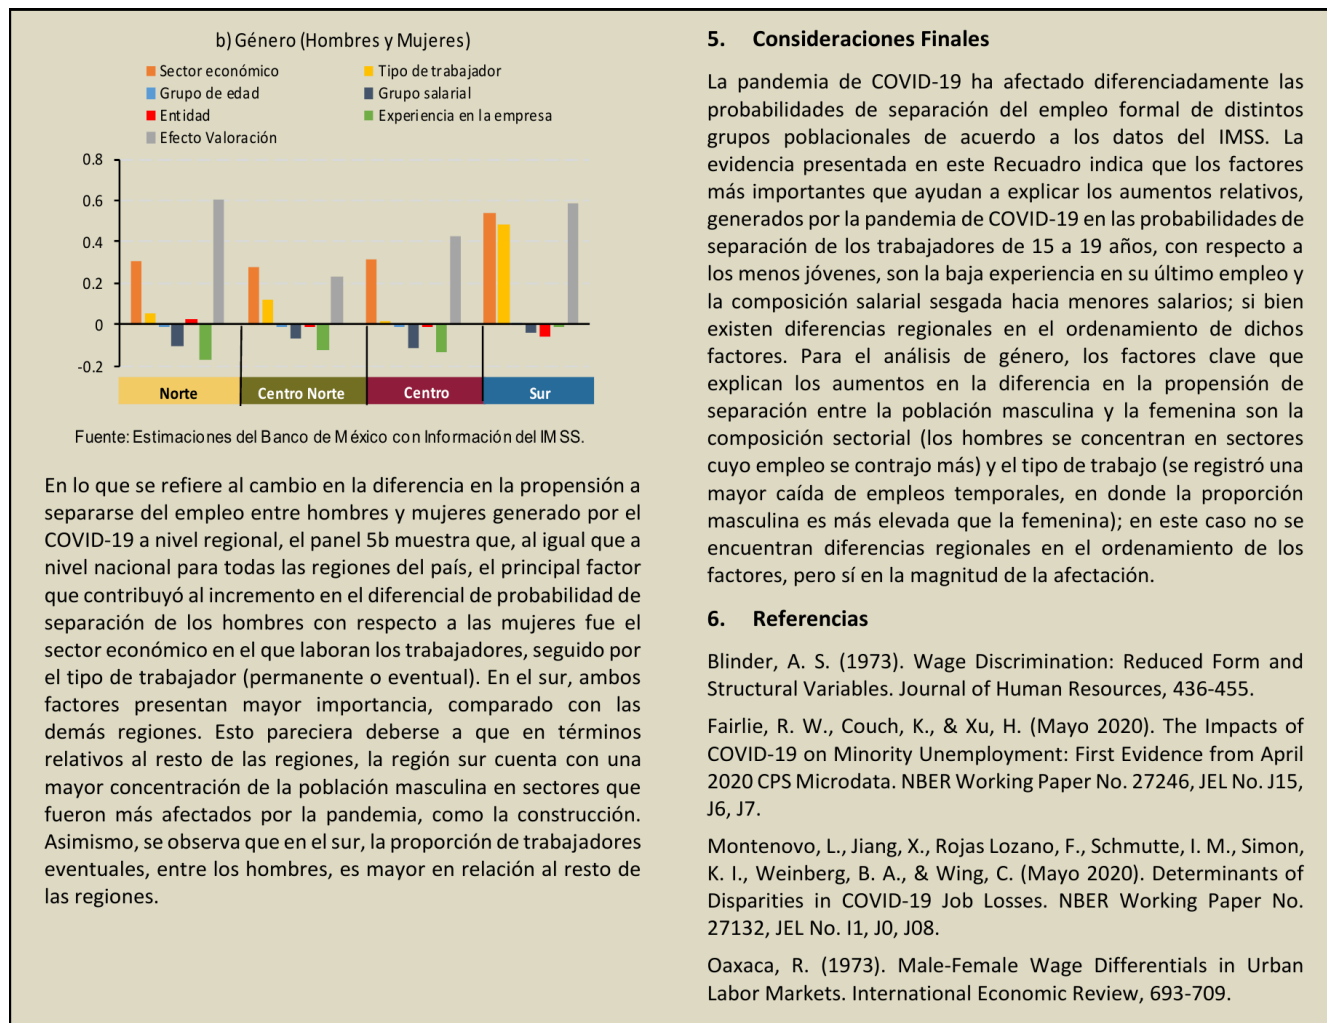 b) Género (Hombres y Mujeres)
Sector económico
Tipo de trabajador
Grupo de edad
Grupo salarial
Entidad
Experiencia en la empresa
Efecto Valoración
0.8
0.6
0.4
0.2
0
-0.2
Norte
Centro Norte
Centro
Sur
Fuente: Estimaciones del Banco de México con Información del IMSS.
En lo que se refiere al cambio en la diferencia en la propensión a
separarse del empleo entre hombres y mujeres generado por el
COVID-19 a nivel regional, el panel 5b muestra que, al igual que a
nivel nacional para todas las regiones del país, el principal factor
que contribuyó al incremento en el diferencial de probabilidad de
separación de los hombres con respecto a las mujeres fue el
sector económico en el que laboran los trabajadores, seguido por
el tipo de trabajador (permanente o eventual). En el sur, ambos
factores presentan mayor importancia, comparado con las
demás regiones. Esto pareciera deberse a que en términos
relativos al resto de las regiones, la región sur cuenta con una
mayor concentración de la población masculina en sectores que
fueron más afectados por la pandemia, como la construcción.
Asimismo, se observa que en el sur, la proporción de trabajadores
eventuales, entre los hombres, es mayor en relación al resto de
las regiones.
5. Consideraciones Finales
La pandemia de COVID-19 ha afectado diferenciadamente las
probabilidades de separación del empleo formal de distintos
grupos poblacionales de acuerdo a los datos del IMSS. La
evidencia presentada en este Recuadro indica que los factores
más importantes que ayudan a explicar los aumentos relativos,
generados por la pandemia de COVID-19 en las probabilidades de
separación de los trabajadores de 15 a 19 años, con respecto a
los menos jóvenes, son la baja experiencia en su último empleo y
la composición salarial sesgada hacia menores salarios; si bien
existen diferencias regionales en el ordenamiento de dichos
factores. Para el análisis de género, los factores clave que
explican los aumentos en la diferencia en la propensión de
separación entre la población masculina y la femenina son la
composición sectorial (los hombres se concentran en sectores
cuyo empleo se contrajo más) y el tipo de trabajo (se registró una
mayor caída de empleos temporales, en donde la proporción
masculina es más elevada que la femenina); en este caso no se
encuentran diferencias regionales en el ordenamiento de los
factores, pero sí en la magnitud de la afectación.
6. Referencias
Blinder, A. S. (1973). Wage Discrimination: Reduced Form and
Structural Variables. Journal of Human Resources, 436-455.
Fairlie, R. W., Couch, K., & Xu, H. (Mayo 2020). The Impacts of
COVID-19 on Minority Unemployment: First Evidence from April
2020 CPS Microdata. NBER Working Paper No. 27246, JEL No. J15,
J6, J7.
Montenovo, L., Jiang, X., Rojas Lozano, F., Schmutte, I. M., Simon,
K. I., Weinberg, B. A., & Wing, C. (Mayo 2020). Determinants of
Disparities in COVID-19 Job Losses. NBER Working Paper No.
27132, JEL No. I1, J0, J08.
Oaxaca, R. (1973). Male-Female Wage Differentials in Urban
Labor Markets. International Economic Review, 693-709.